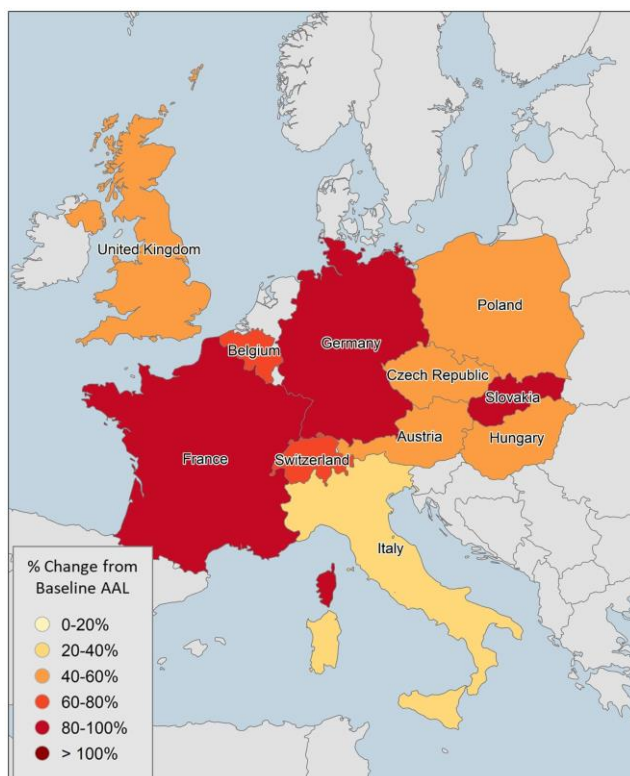 United Kingdom
Poland
Belgium
Germany
Czech Republic
Slovakia
Austria
Hungary
France
Switzerland
Italy
% Change from
Baseline AAL
0-20%
20-40%
40-60%
60-80%
80-100%
> 100%